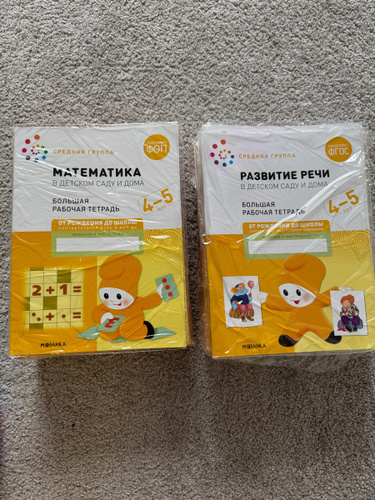 СРЕДНЯЯ ГРУППА
ФОП
МАТЕМАТИКА
В ДЕТСКОМ САДУ И ДОМА
4–5
БОЛЬШАЯ
РАБОЧАЯ ТЕТРАДЬ
ОТ РОЖДЕНИЯ ДО ШКОЛЫ
2+1=
МОЗАИКА
СРЕДНЯЯ ГРУППА
ФГОС
РАЗВИТИЕ РЕЧИ
В ДЕТСКОМ САДУ И ДОМА
4–5
БОЛЬШАЯ
РАБОЧАЯ ТЕТРАДЬ
ОТ РОЖДЕНИЯ ДО ШКОЛЫ
МОЗАИКА